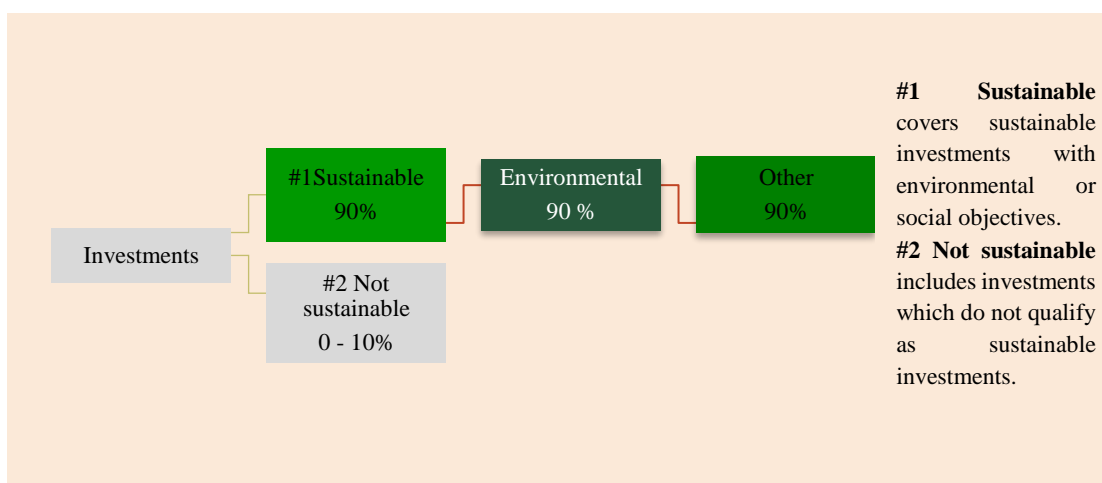 Investments
#1Sustainable
90%
#2 Not
sustainable
0 - 10%
Environmental
90 %
Other
90%
#1 Sustainable
covers sustainable
investments with
environmental or
social objectives.
#2 Not sustainable
includes investments
which do not qualify
as sustainable
investments.